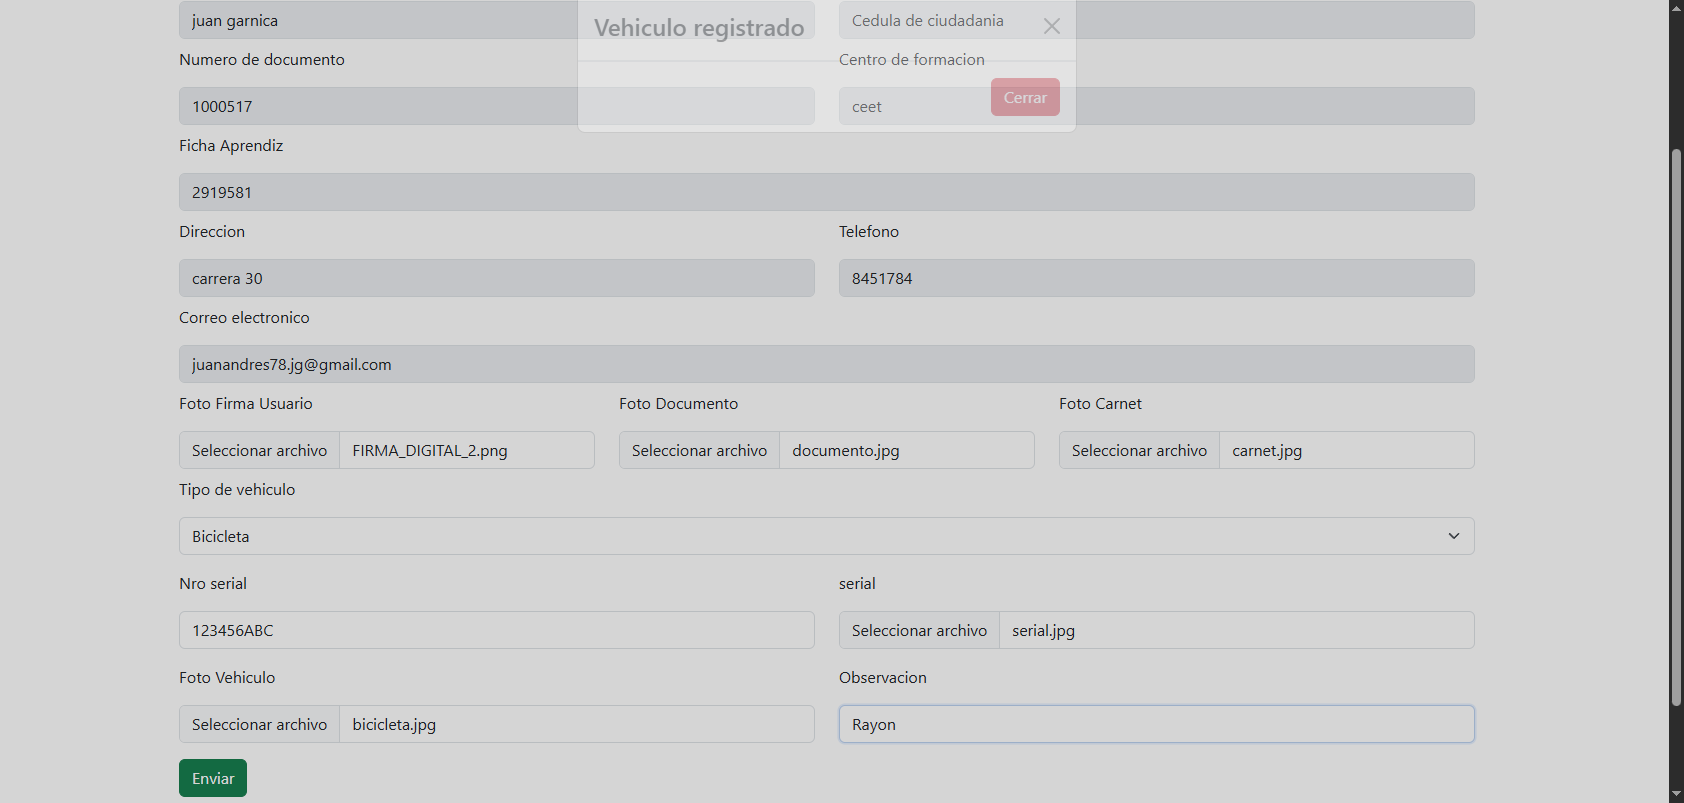 juan garnica
Vehiculo registrado
Cedula de ciudadania
Numero de documento
Centro de formacion
1000517
ceet
Cerrar
Ficha Aprendiz
2919581
Direccion
Telefono
carrera 30
8451784
Correo electronico
juanandres78.jg@gmail.com
Foto Firma Usuario
Foto Documento
Foto Carnet
Seleccionar archivo FIRMA_DIGITAL_2.png
Seleccionar archivo documento.jpg
Seleccionar archivo carnet.jpg
Tipo de vehiculo
Bicicleta
Nro serial
serial
123456ABC
Seleccionar archivo serial.jpg
Foto Vehiculo
Observacion
Seleccionar archivo bicicleta.jpg
Rayon
Enviar